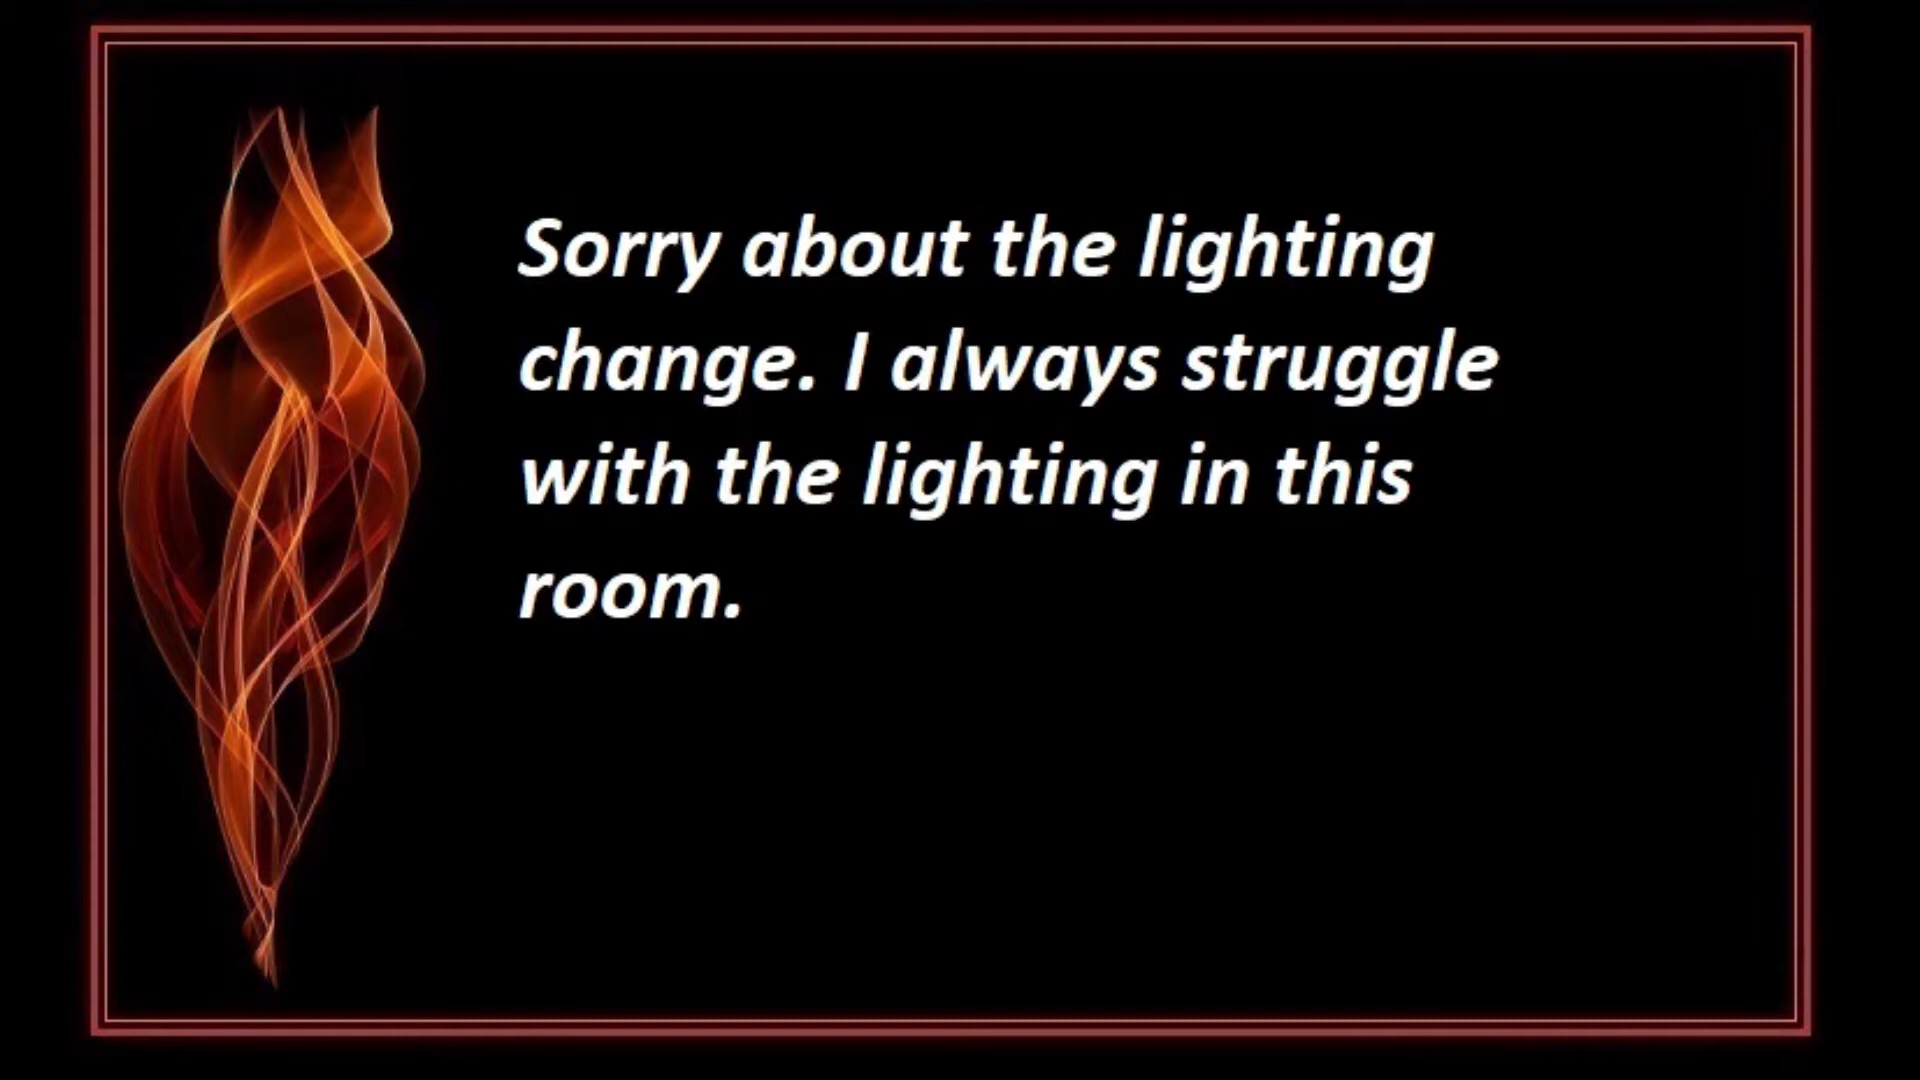 Sorry about the lighting
change. I always struggle
with the lighting in this
room.